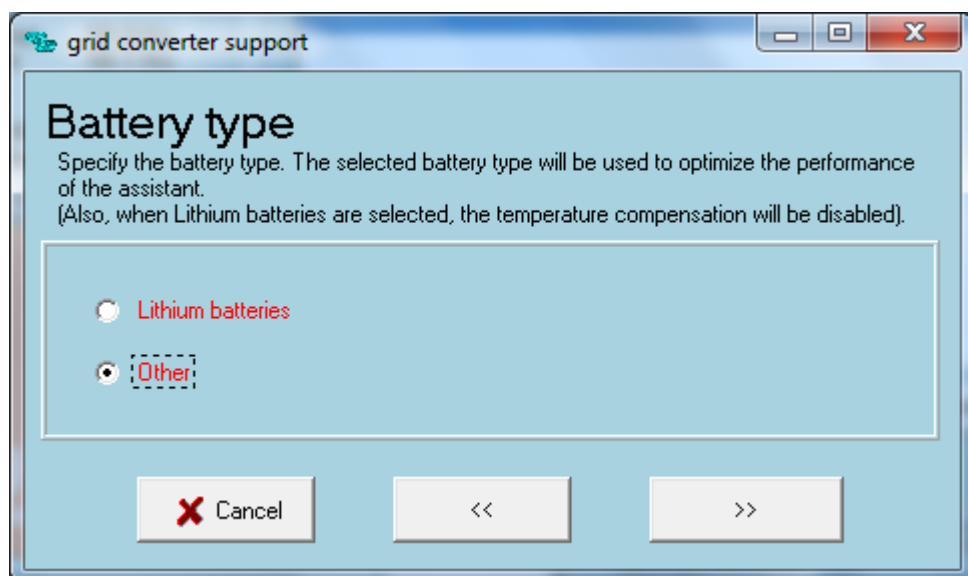 grid converter support
Battery type
Specify the battery type. The selected battery type will be used to optimize the performance
of the assistant.
(Also, when Lithium batteries are selected, the temperature compensation will be disabled).
Lithium batteries
Other
Cancel
<<
>>